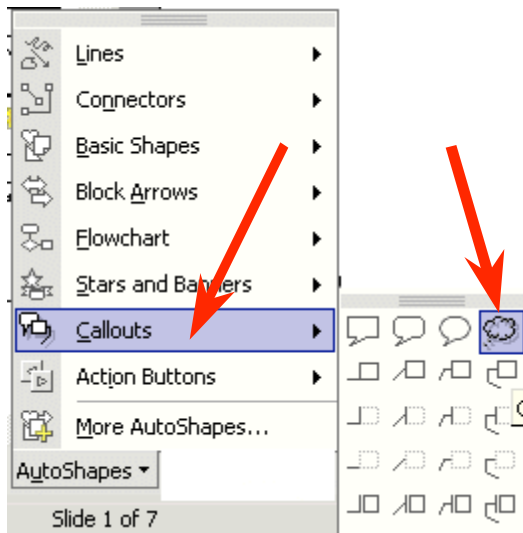 Lines
Connectors
Basic Shapes
Block Arrows
Flowchart
Stars and Banners
Callouts
Action Buttons
More AutoShapes...
AutoShapes
Slide 1 of 7